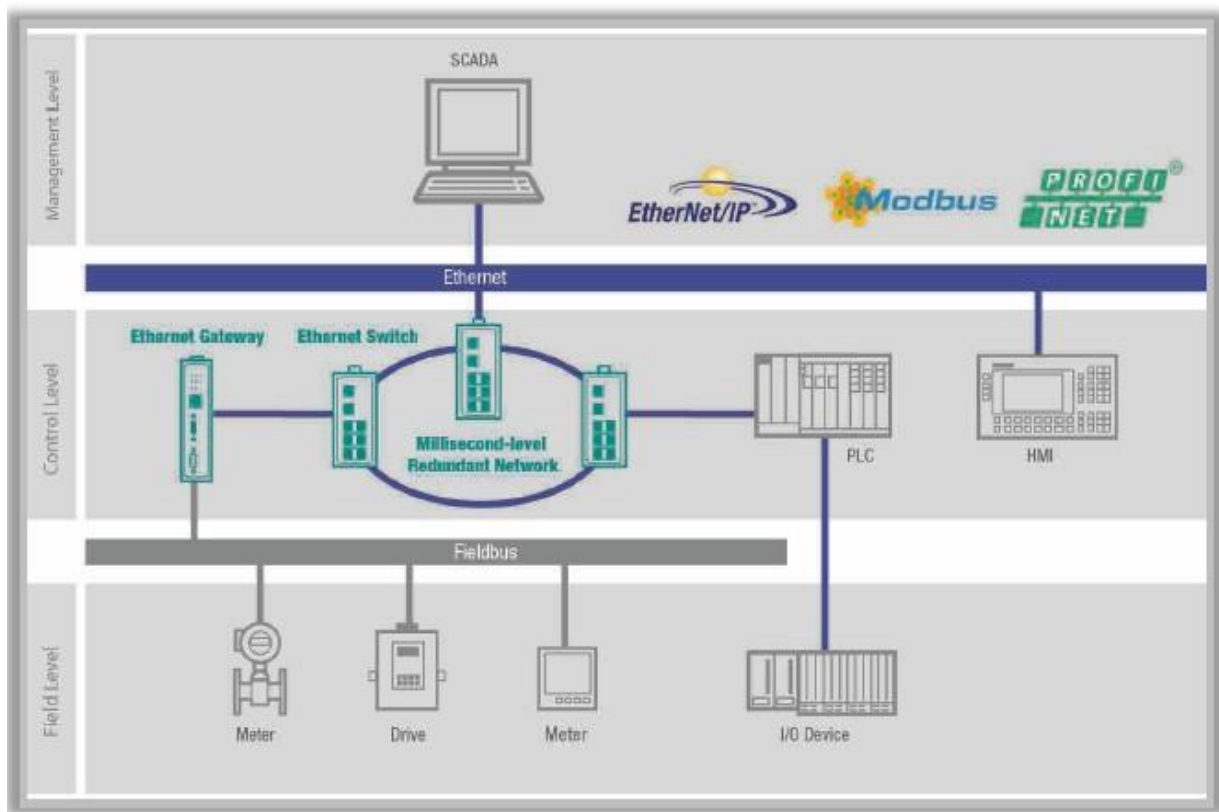 Management Level
SCADA
EtherNet/IP
Modbus
PROFI
NET
®
Ethernet
Control Level
Ethernet Gateway
Ethernet Switch
Millisecond-level
Redundant Network
PLC
HMI
Fieldbus
Field Level
Meter
Drive
Meter
I/O Device